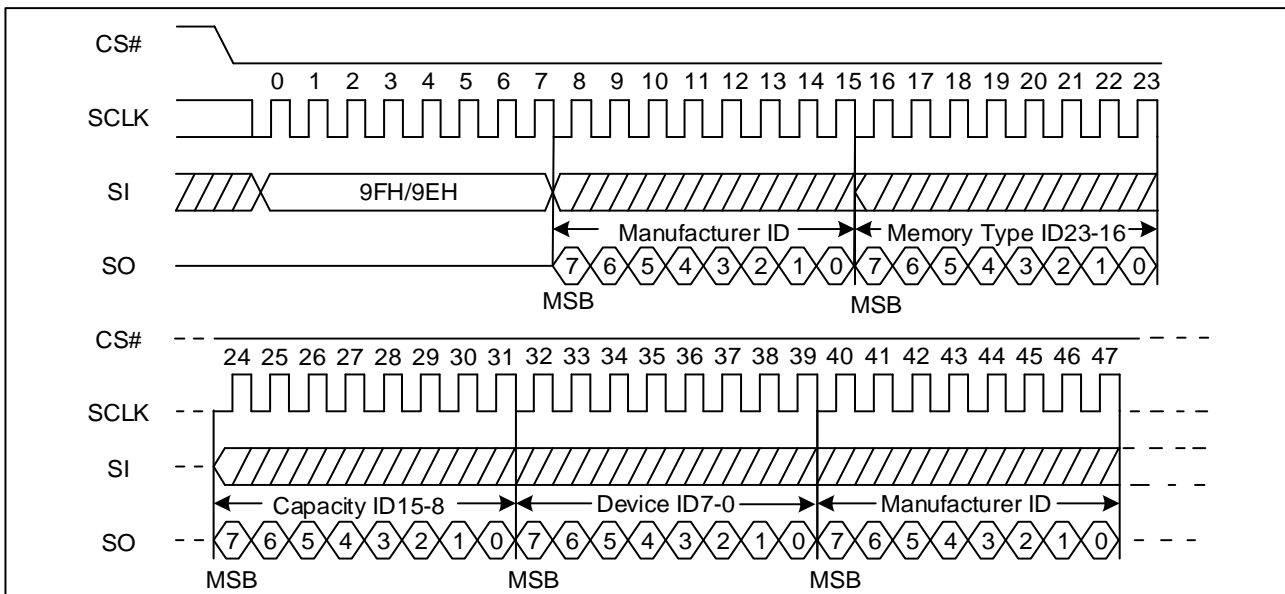 CS#
0 1 2 3 4 5 6 7 8 9 10 11 12 13 14 15 16 17 18 19 20 21 22 23
SCLK
SI 9FH/9EH
Manufacturer ID Memory Type ID23-16
SO 7 6 5 4 3 2 1 0 7 6 5 4 3 2 1 0
MSB MSB
CS#
24 25 26 27 28 29 30 31 32 33 34 35 36 37 38 39 40 41 42 43 44 45 46 47
SCLK
SI
Capacity ID15-8 Device ID7-0 Manufacturer ID
SO 7 6 5 4 3 2 1 0 7 6 5 4 3 2 1 0 7 6 5 4 3 2 1 0
MSB MSB MSB